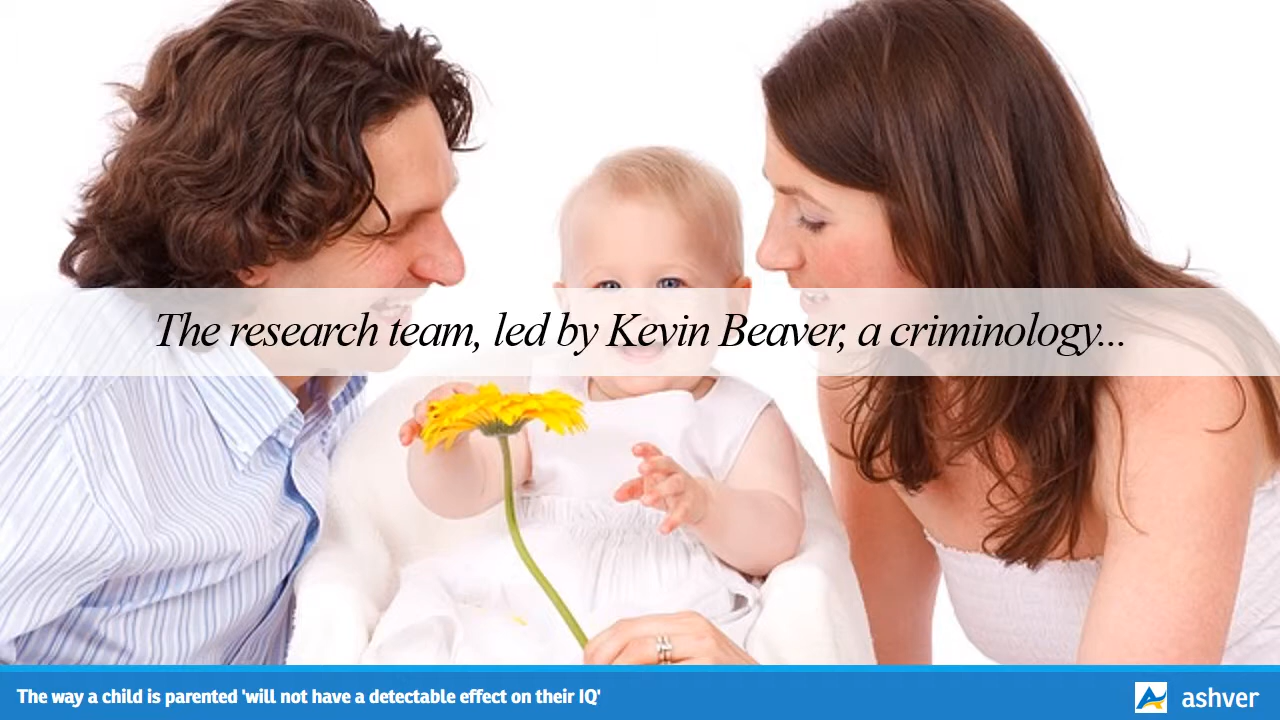 The research team, led by Kevin Beaver, a criminology...
The way a child is parented 'will not have a detectable effect on their IQ'
ashver